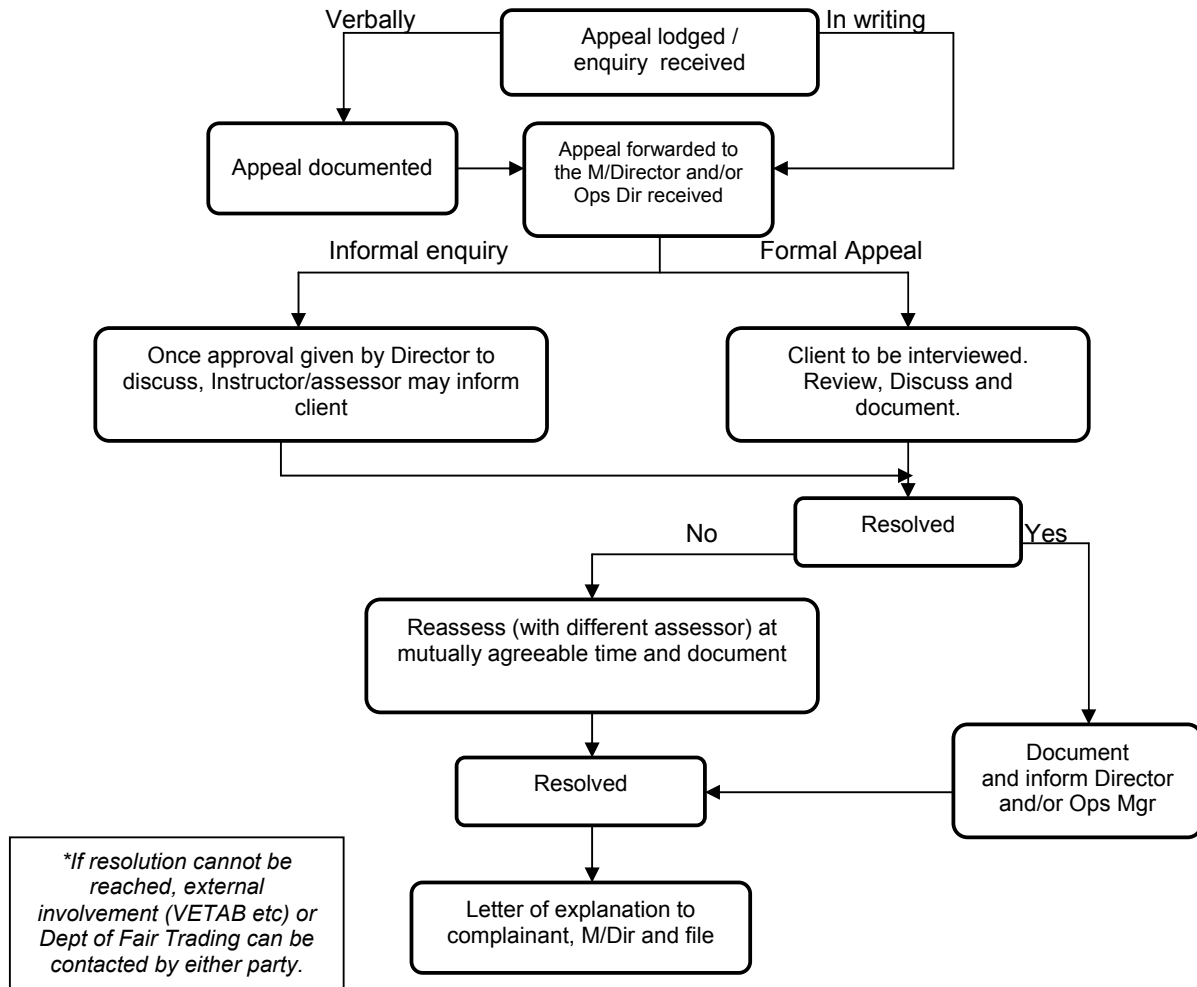 Verbally
In writing
Appeal lodged /
enquiry received
Appeal documented
Appeal forwarded to
the M/Director and/or
Ops Dir received
Informal enquiry
Formal Appeal
Once approval given by Director to
discuss, Instructor/assessor may inform
client
Client to be interviewed.
Review, Discuss and
document.
Resolved
No
Yes
Reassess (with different assessor) at
mutually agreeable time and document
Resolved
Document
and inform Director
and/or Ops Mgr
*If resolution cannot be
reached, external
involvement (VETAB etc) or
Dept of Fair Trading can be
contacted by either party.
Letter of explanation to
complainant, M/Dir and file